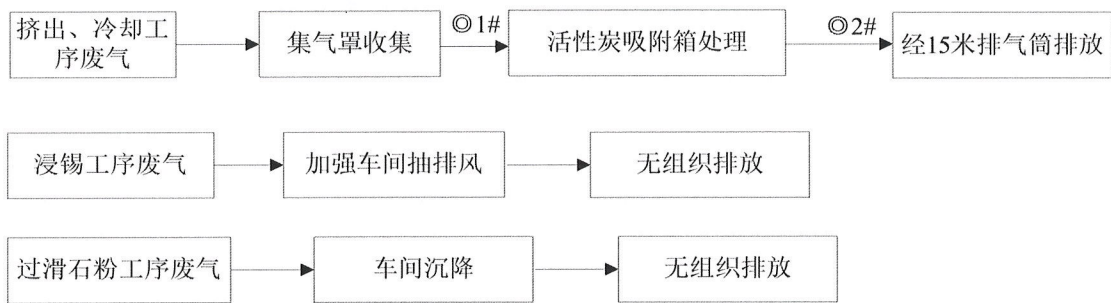 挤出、冷却工
序废气
集气罩收集
◎1#
活性炭吸附箱处理
◎2#
经15米排气筒排放
浸锡工序废气
加强车间抽排风
无组织排放
过滑石粉工序废气
车间沉降
无组织排放